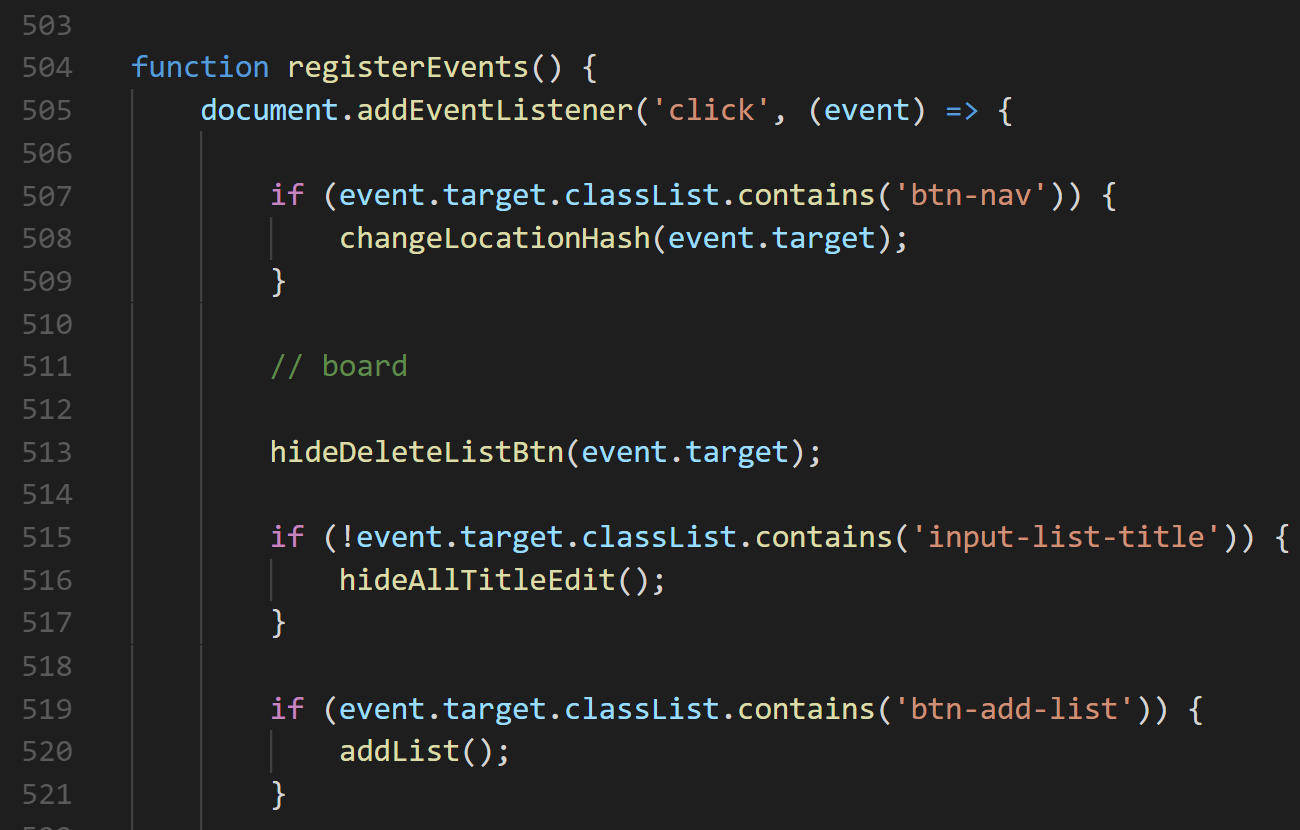 503
504 function registerEvents() {
505 document.addEventListener('click', (event) => {
506
507 if (event.target.classList.contains('btn-nav')) {
508 changeLocationHash(event.target);
509 }
510
511 // board
512
513 hideDeleteListBtn(event.target);
514
515 if (!event.target.classList.contains('input-list-title')) {
516 hideAllTitleEdit();
517 }
518
519 if (event.target.classList.contains('btn-add-list')) {
520 addList();
521 }